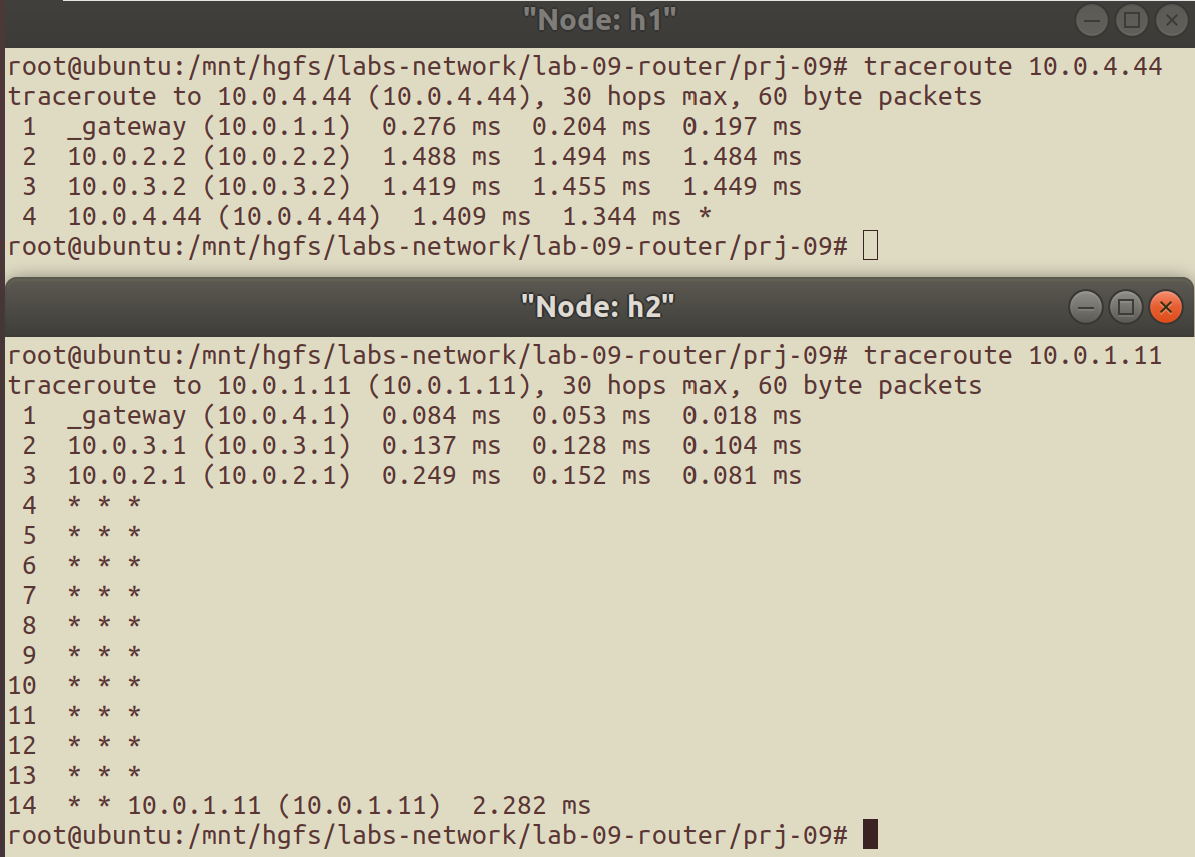 "Node: h1"
root@ubuntu:/mnt/hgfs/labs-network/lab-09-router/prj-09# traceroute 10.0.4.44
traceroute to 10.0.4.44 (10.0.4.44), 30 hops max, 60 byte packets
 1  _gateway (10.0.1.1)  0.276 ms  0.204 ms  0.197 ms
 2  10.0.2.2 (10.0.2.2)  1.488 ms  1.494 ms  1.484 ms
 3  10.0.3.2 (10.0.3.2)  1.419 ms  1.455 ms  1.449 ms
 4  10.0.4.44 (10.0.4.44)  1.409 ms  1.344 ms *
root@ubuntu:/mnt/hgfs/labs-network/lab-09-router/prj-09#
"Node: h2"
root@ubuntu:/mnt/hgfs/labs-network/lab-09-router/prj-09# traceroute 10.0.1.11
traceroute to 10.0.1.11 (10.0.1.11), 30 hops max, 60 byte packets
 1  _gateway (10.0.4.1)  0.084 ms  0.053 ms  0.018 ms
 2  10.0.3.1 (10.0.3.1)  0.137 ms  0.128 ms  0.104 ms
 3  10.0.2.1 (10.0.2.1)  0.249 ms  0.152 ms  0.081 ms
 4  * * *
 5  * * *
 6  * * *
 7  * * *
 8  * * *
 9  * * *
10  * * *
11  * * *
12  * * *
13  * * *
14  * * 10.0.1.11 (10.0.1.11)  2.282 ms
root@ubuntu:/mnt/hgfs/labs-network/lab-09-router/prj-09#